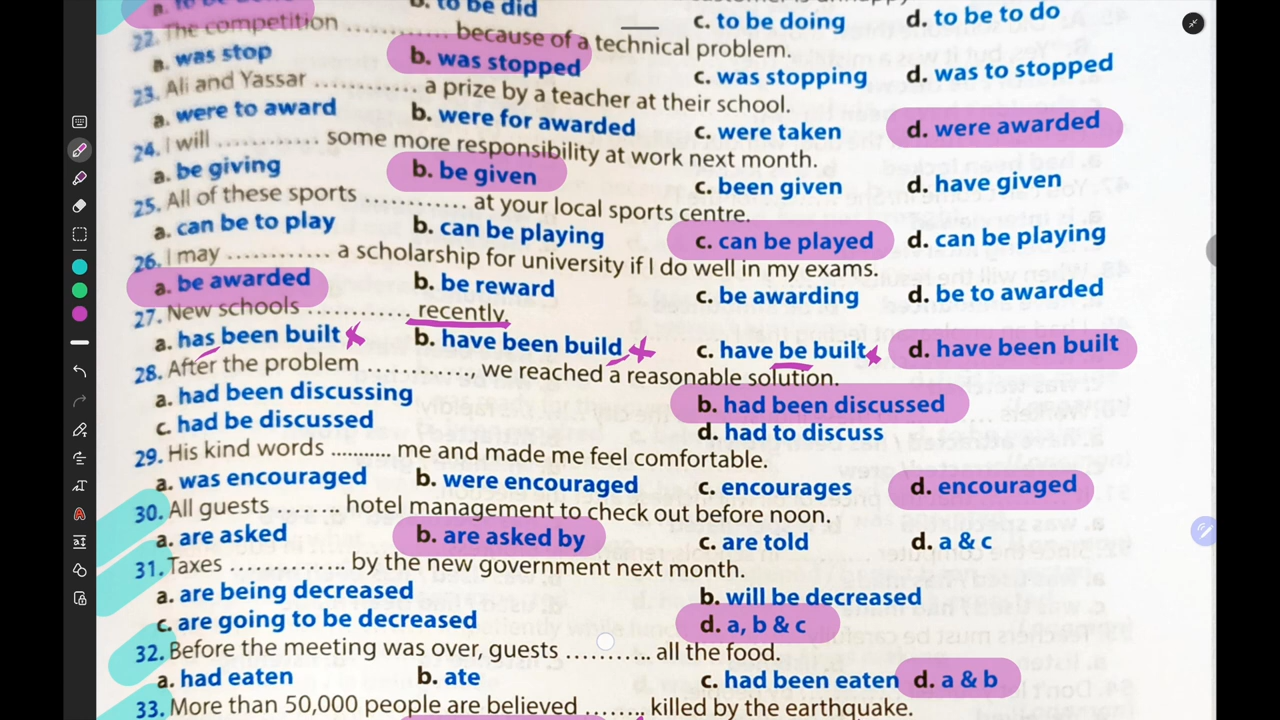 a. to be done b. to be did c. to be doing d. to be to do
22. The competition ............... because of a technical problem.
a. was stop b. was stopped c. was stopping d. was to stopped
23. Ali and Yassar ............... a prize by a teacher at their school.
a. were to award b. were for awarded c. were taken d. were awarded
24. I will ............... some more responsibility at work next month.
a. be giving b. be given c. been given d. have given
25. All of these sports ............... at your local sports centre.
a. can be to play b. can be playing c. can be played d. can be playing
26. I may ............... a scholarship for university if I do well in my exams.
a. be awarded b. be reward c. be awarding d. be to awarded
27. New schools ............... recently.
a. has been built b. have been build c. have be built d. have been built
28. After the problem ..............., we reached a reasonable solution.
a. had been discussing b. had been discussed
c. had be discussed d. had to discuss
29. His kind words ........... me and made me feel comfortable.
a. was encouraged b. were encouraged c. encourages d. encouraged
30. All guests ........ hotel management to check out before noon.
a. are asked b. are asked by c. are told d. a & c
31. Taxes .............. by the new government next month.
a. are being decreased b. will be decreased
c. are going to be decreased d. a, b & c
32. Before the meeting was over, guests ............ all the food.
a. had eaten b. ate c. had been eaten d. a & b
33. More than 50,000 people are believed ........ killed by the earthquake.